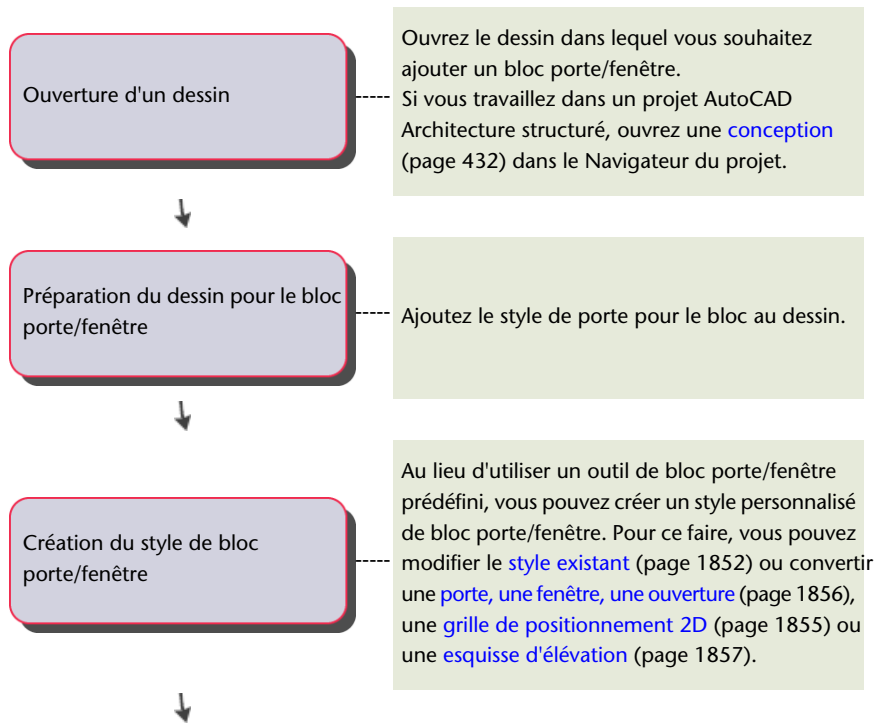 Ouverture d'un dessin
Ouvrez le dessin dans lequel vous souhaitez
ajouter un bloc porte/fenêtre.
Si vous travaillez dans un projet AutoCAD
Architecture structuré, ouvrez une conception
(page 432) dans le Navigateur du projet.
Préparation du dessin pour le bloc
porte/fenêtre
Ajoutez le style de porte pour le bloc au dessin.
Création du style de bloc
porte/fenêtre
Au lieu d'utiliser un outil de bloc porte/fenêtre
prédéfini, vous pouvez créer un style personnalisé
de bloc porte/fenêtre. Pour ce faire, vous pouvez
modifier le style existant (page 1852) ou convertir
une porte, une fenêtre, une ouverture (page 1856),
une grille de positionnement 2D (page 1855) ou
une esquisse d'élévation (page 1857).